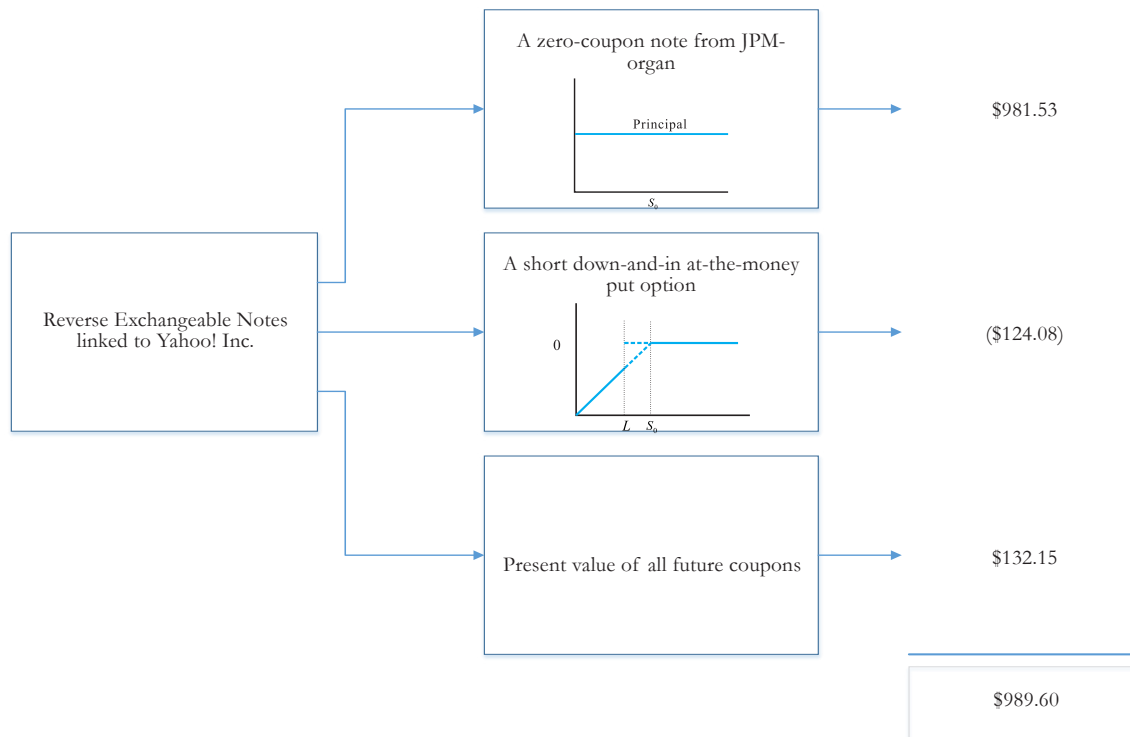 A zero-coupon note from JPM-
organ
Principal
S₀
$981.53
Reverse Exchangeable Notes
linked to Yahoo! Inc.
A short down-and-in at-the-money
put option
0
L S₀
($124.08)
Present value of all future coupons
$132.15
$989.60